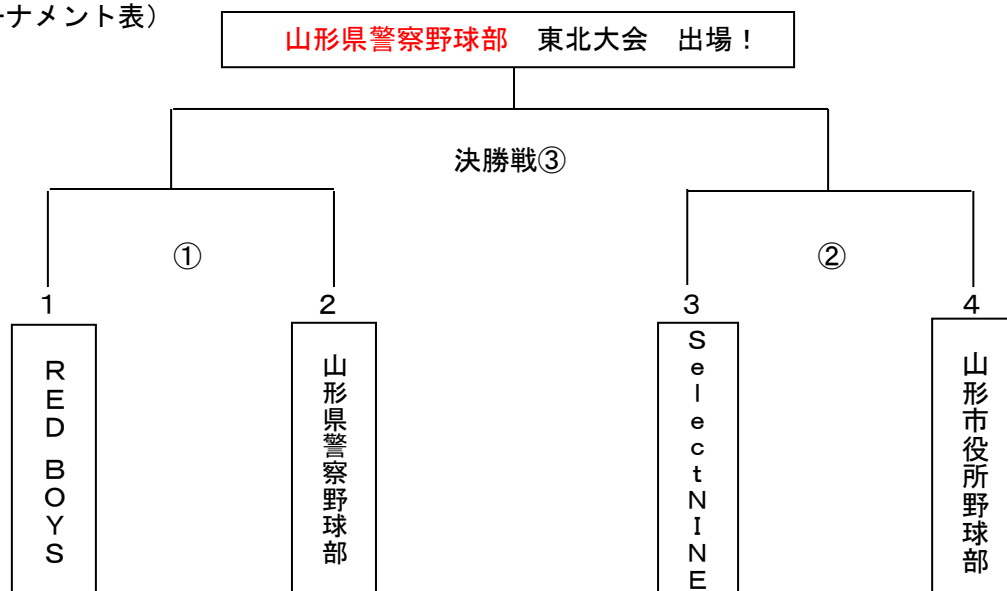 ーナメント表）
山形県警察野球部　東北大会　出場！
決勝戦③
①
②
1
2
3
4
RED BOYS
山形県警察野球部
SelectNINE
山形市役所野球部